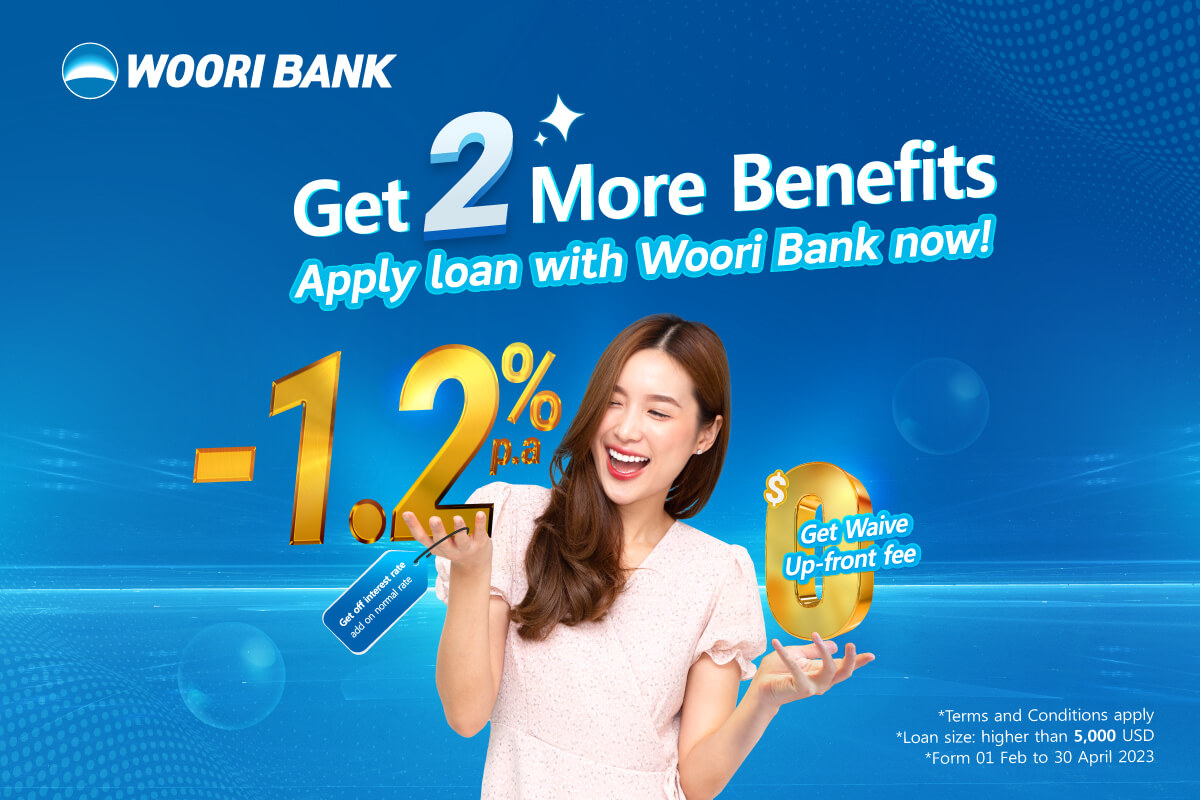 WOORI BANK
Get 2 More Benefits
Apply loan with Woori Bank now!
-1.2% p.a
Get off interest rate
add on normal rate
$0
Get Waive
Up-front fee
*Terms and Conditions apply
*Loan size: higher than 5,000 USD
*Form 01 Feb to 30 April 2023